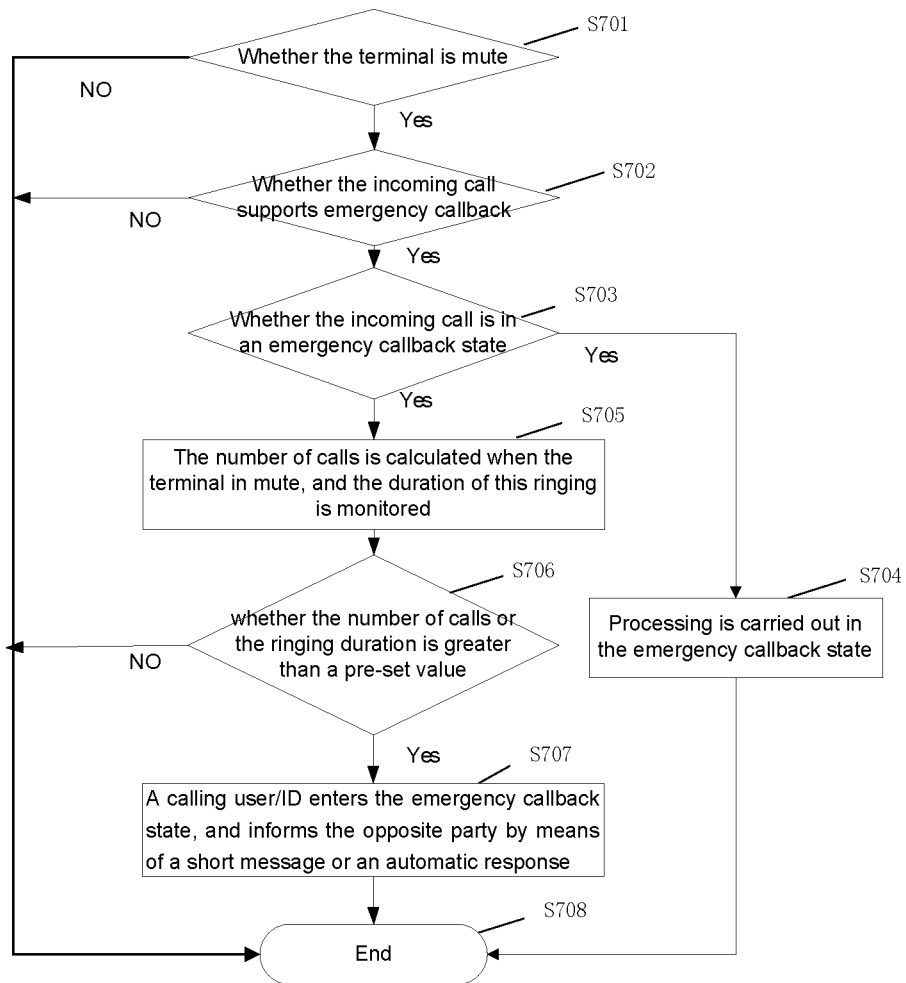 S701
Whether the terminal is mute
NO
Yes
S702
Whether the incoming call
supports emergency callback
NO
Yes
S703
Whether the incoming call is in
an emergency callback state
Yes
Yes
S705
The number of calls is calculated when the
terminal in mute, and the duration of this ringing
is monitored
S706
whether the number of calls or
the ringing duration is greater
than a pre-set value
NO
S704
Processing is carried out in
the emergency callback state
Yes
S707
A calling user/ID enters the emergency callback
state, and informs the opposite party by means
of a short message or an automatic response
S708
End